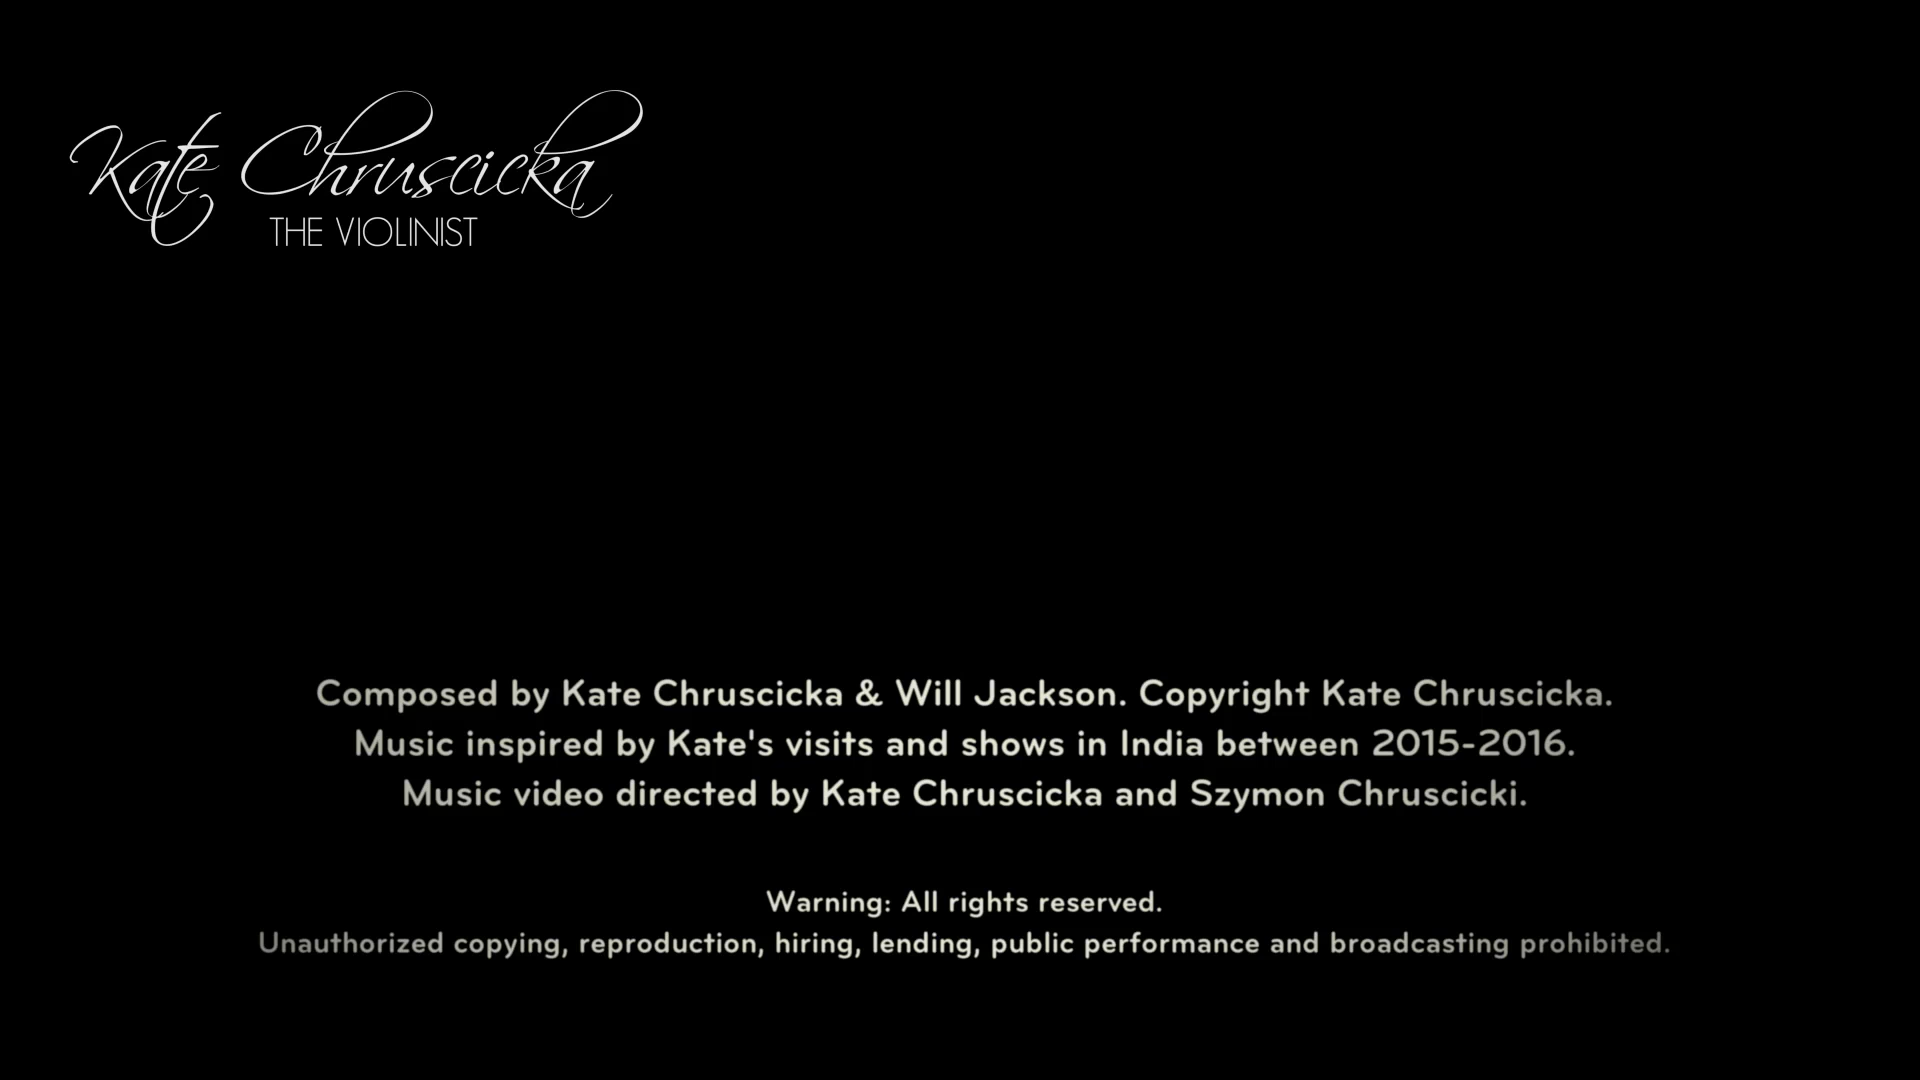 Kate Chruscicka
THE VIOLINIST
Composed by Kate Chruscicka & Will Jackson. Copyright Kate Chruscicka.
Music inspired by Kate's visits and shows in India between 2015-2016.
Music video directed by Kate Chruscicka and Szymon Chruscicki.
Warning: All rights reserved.
Unauthorized copying, reproduction, hiring, lending, public performance and broadcasting prohibited.